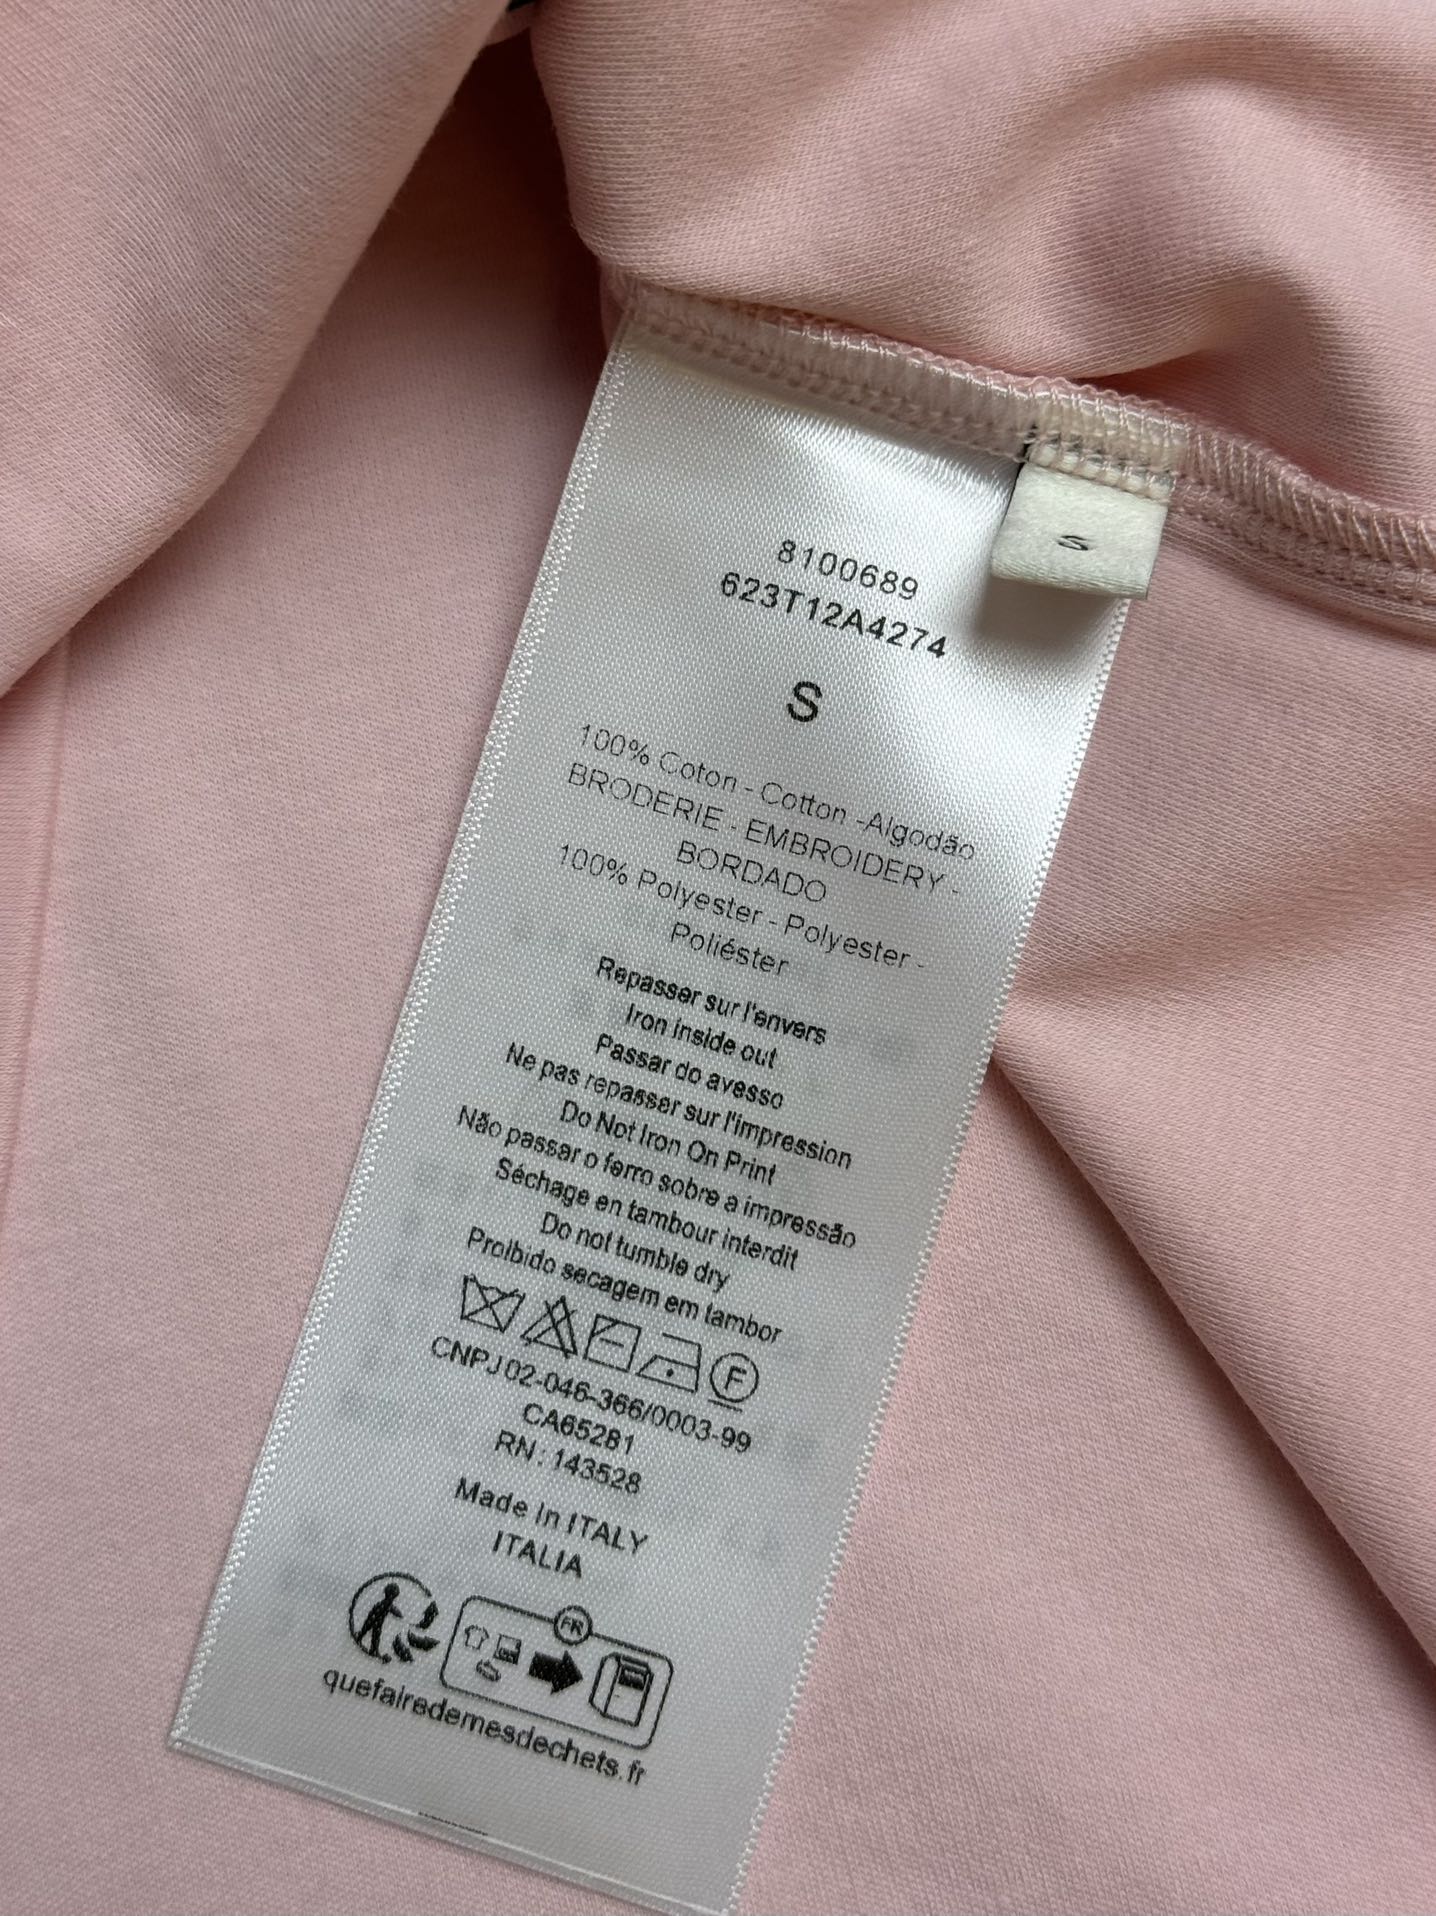 S
8100689
623T12A4274
S
100% Coton - Cotton -Algodão
BRODERIE - EMBROIDERY -
BORDADO
100% Polyester - Polyester -
Poliéster
Repasser sur l'envers
Iron inside out
Passar do avesso
Ne pas repasser sur l'impression
Do Not Iron On Print
Não passar o ferro sobre a impressão
Séchage en tambour interdit
Do not tumble dry
Proibido secagem em tambor
F
CNPJ 02-046-366/0003-99
CA65281
RN: 143528
Made in ITALY
ITALIA
FR
quefairedemesdechets.fr